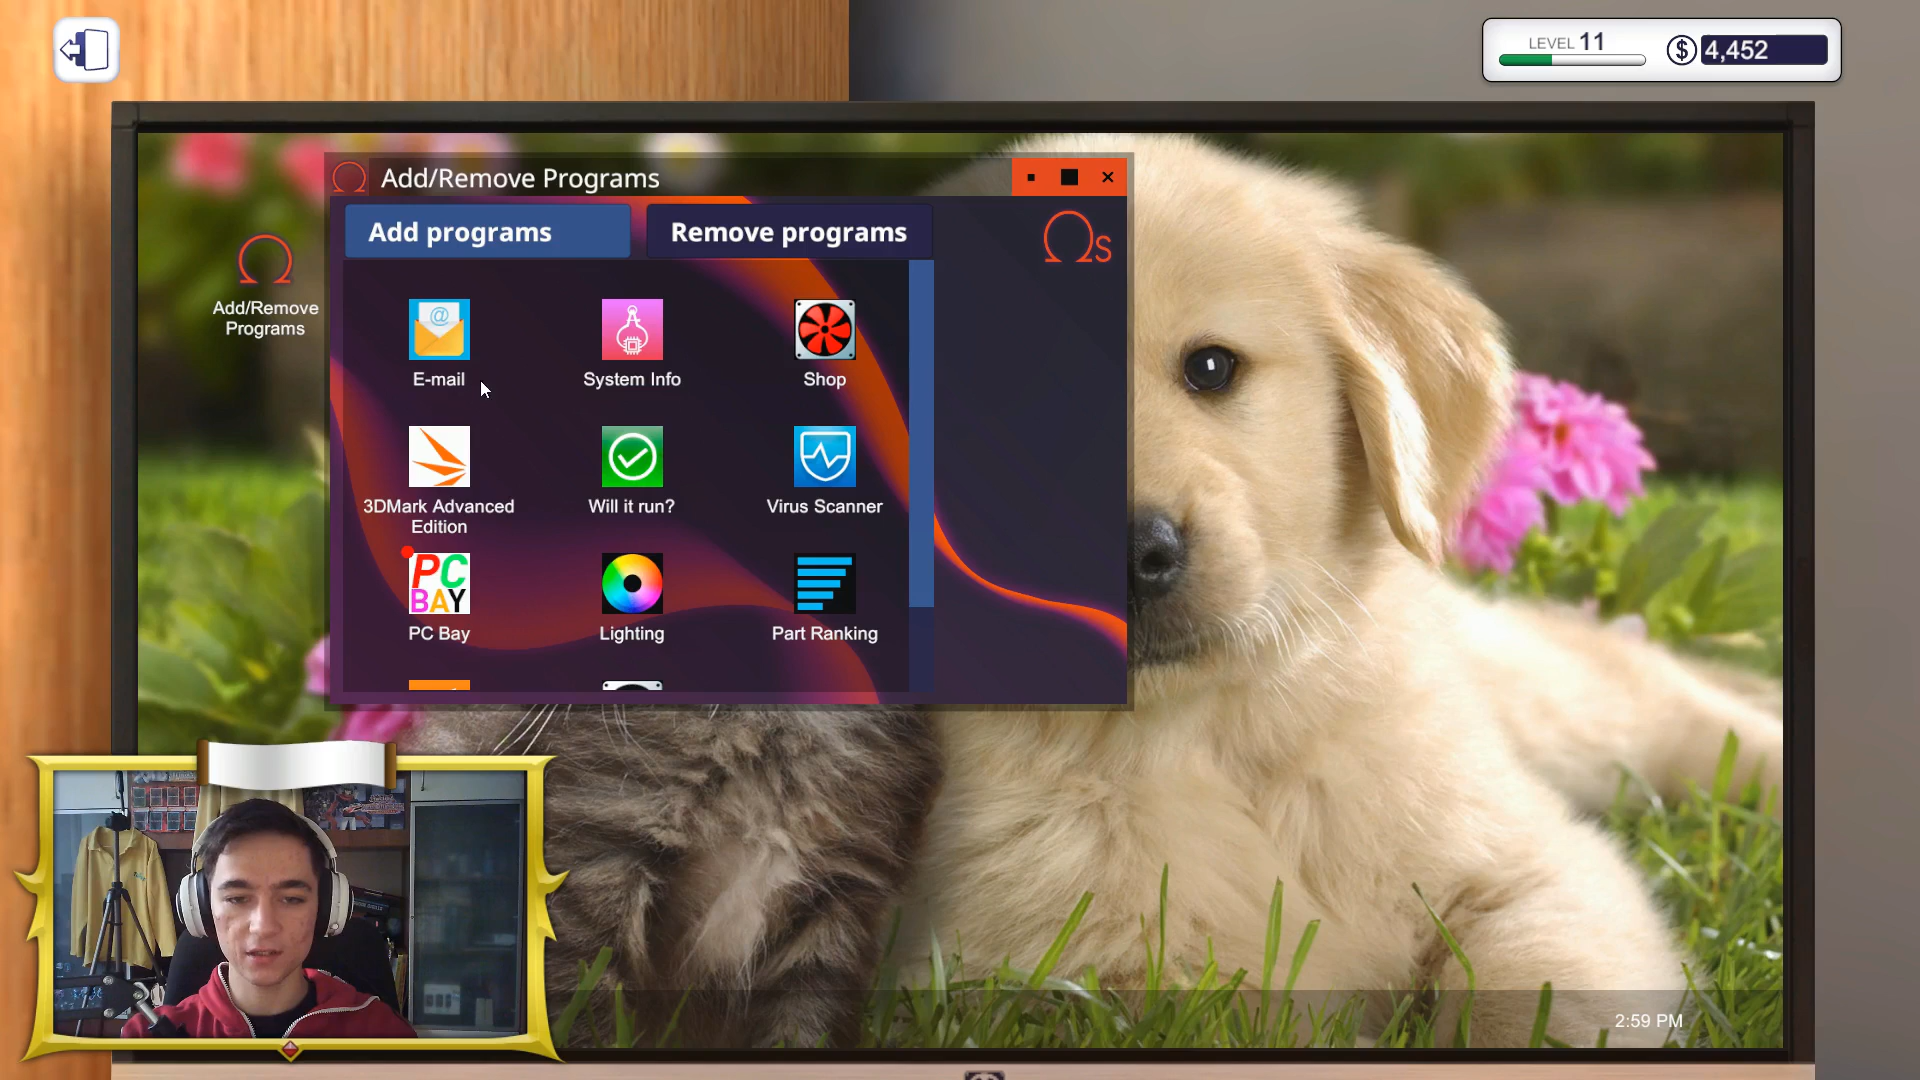 LEVEL 11
$ 4,452
Add/Remove Programs
Add programs
Remove programs
Ωs
Add/Remove
Programs
@
E-mail
System Info
Shop
3DMark Advanced
Edition
Will it run?
Virus Scanner
PC
BAY
PC Bay
Lighting
Part Ranking
2:59 PM